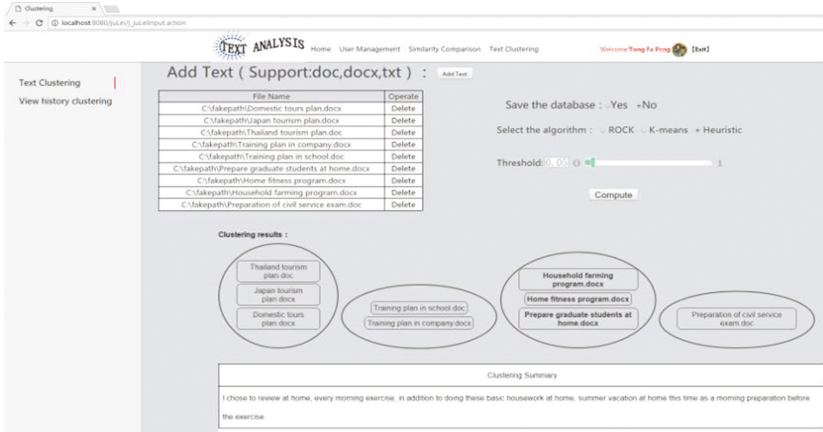 Clustering
localhost:8080/juLei/j_juLeiInput.action
TEXT ANALYSIS
Home User Management Similarity Comparison Text Clustering
Welcome!Tong Fa Peng [Exit]
Text Clustering
View history clustering
Add Text ( Support:doc,docx,txt ) : Add Text
File Name Operate
C:\fakepath\Domestic tours plan.docx Delete
C:\fakepath\Japan tourism plan.docx Delete
C:\fakepath\Thailand tourism plan.doc Delete
C:\fakepath\Training plan in company.docx Delete
C:\fakepath\Training plan in school.doc Delete
C:\fakepath\Prepare graduate students at home.docx Delete
C:\fakepath\Home fitness program.docx Delete
C:\fakepath\Household farming program.docx Delete
C:\fakepath\Preparation of civil service exam.doc Delete
Save the database : Yes No
Select the algorithm : ROCK K-means Heuristic
Threshold: 0.05 0 1
Compute
Clustering results :
Thailand tourism
plan.doc
Japan tourism
plan.docx
Domestic tours
plan.docx
Training plan in school.doc
Training plan in company.docx
Household farming
program.docx
Home fitness program.docx
Prepare graduate students at
home.docx
Preparation of civil service
exam.doc
Clustering Summary
I chose to review at home, every morning exercise, in addition to doing these basic housework at home, summer vacation at home this time as a morning preparation before
the exercise.